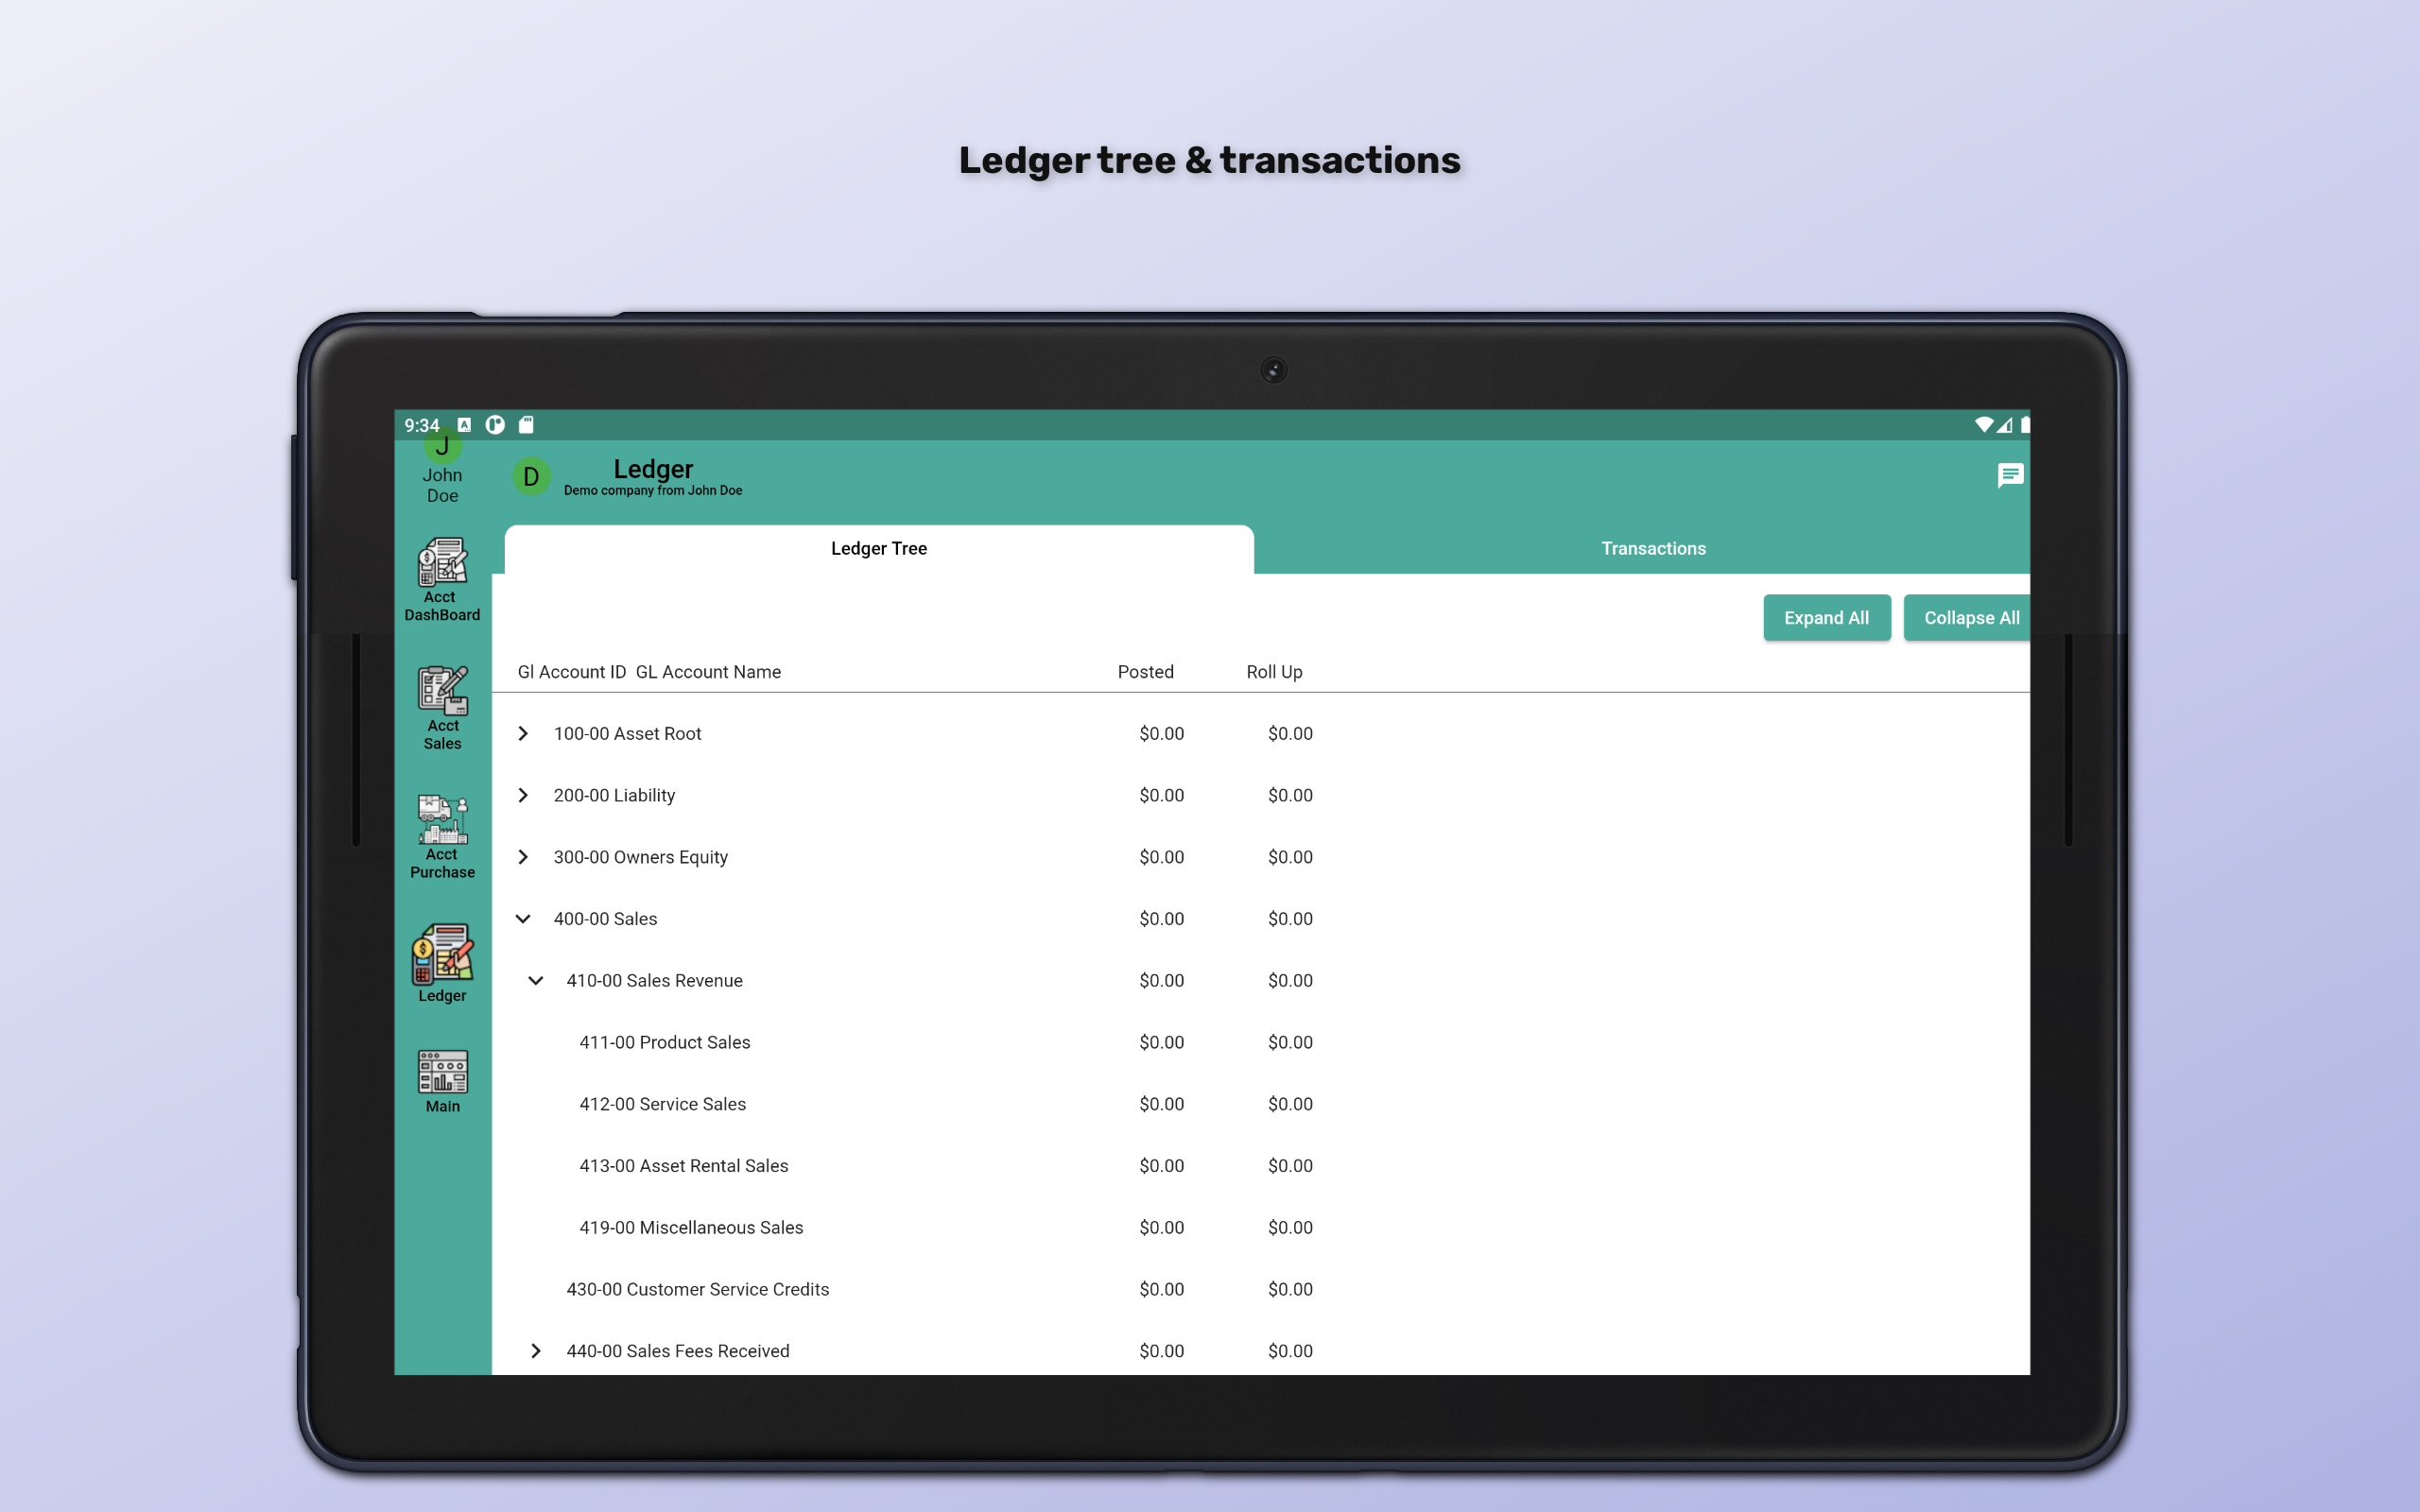 Ledger tree & transactions
9:34
J
John
Doe
D
Ledger
Demo company from John Doe
Acct
DashBoard
Acct
Sales
Acct
Purchase
Ledger
Main
Ledger Tree
Transactions
Expand All
Collapse All
Gl Account ID GL Account Name Posted Roll Up
100-00 Asset Root $0.00 $0.00
200-00 Liability $0.00 $0.00
300-00 Owners Equity $0.00 $0.00
400-00 Sales $0.00 $0.00
410-00 Sales Revenue $0.00 $0.00
411-00 Product Sales $0.00 $0.00
412-00 Service Sales $0.00 $0.00
413-00 Asset Rental Sales $0.00 $0.00
419-00 Miscellaneous Sales $0.00 $0.00
430-00 Customer Service Credits $0.00 $0.00
440-00 Sales Fees Received $0.00 $0.00